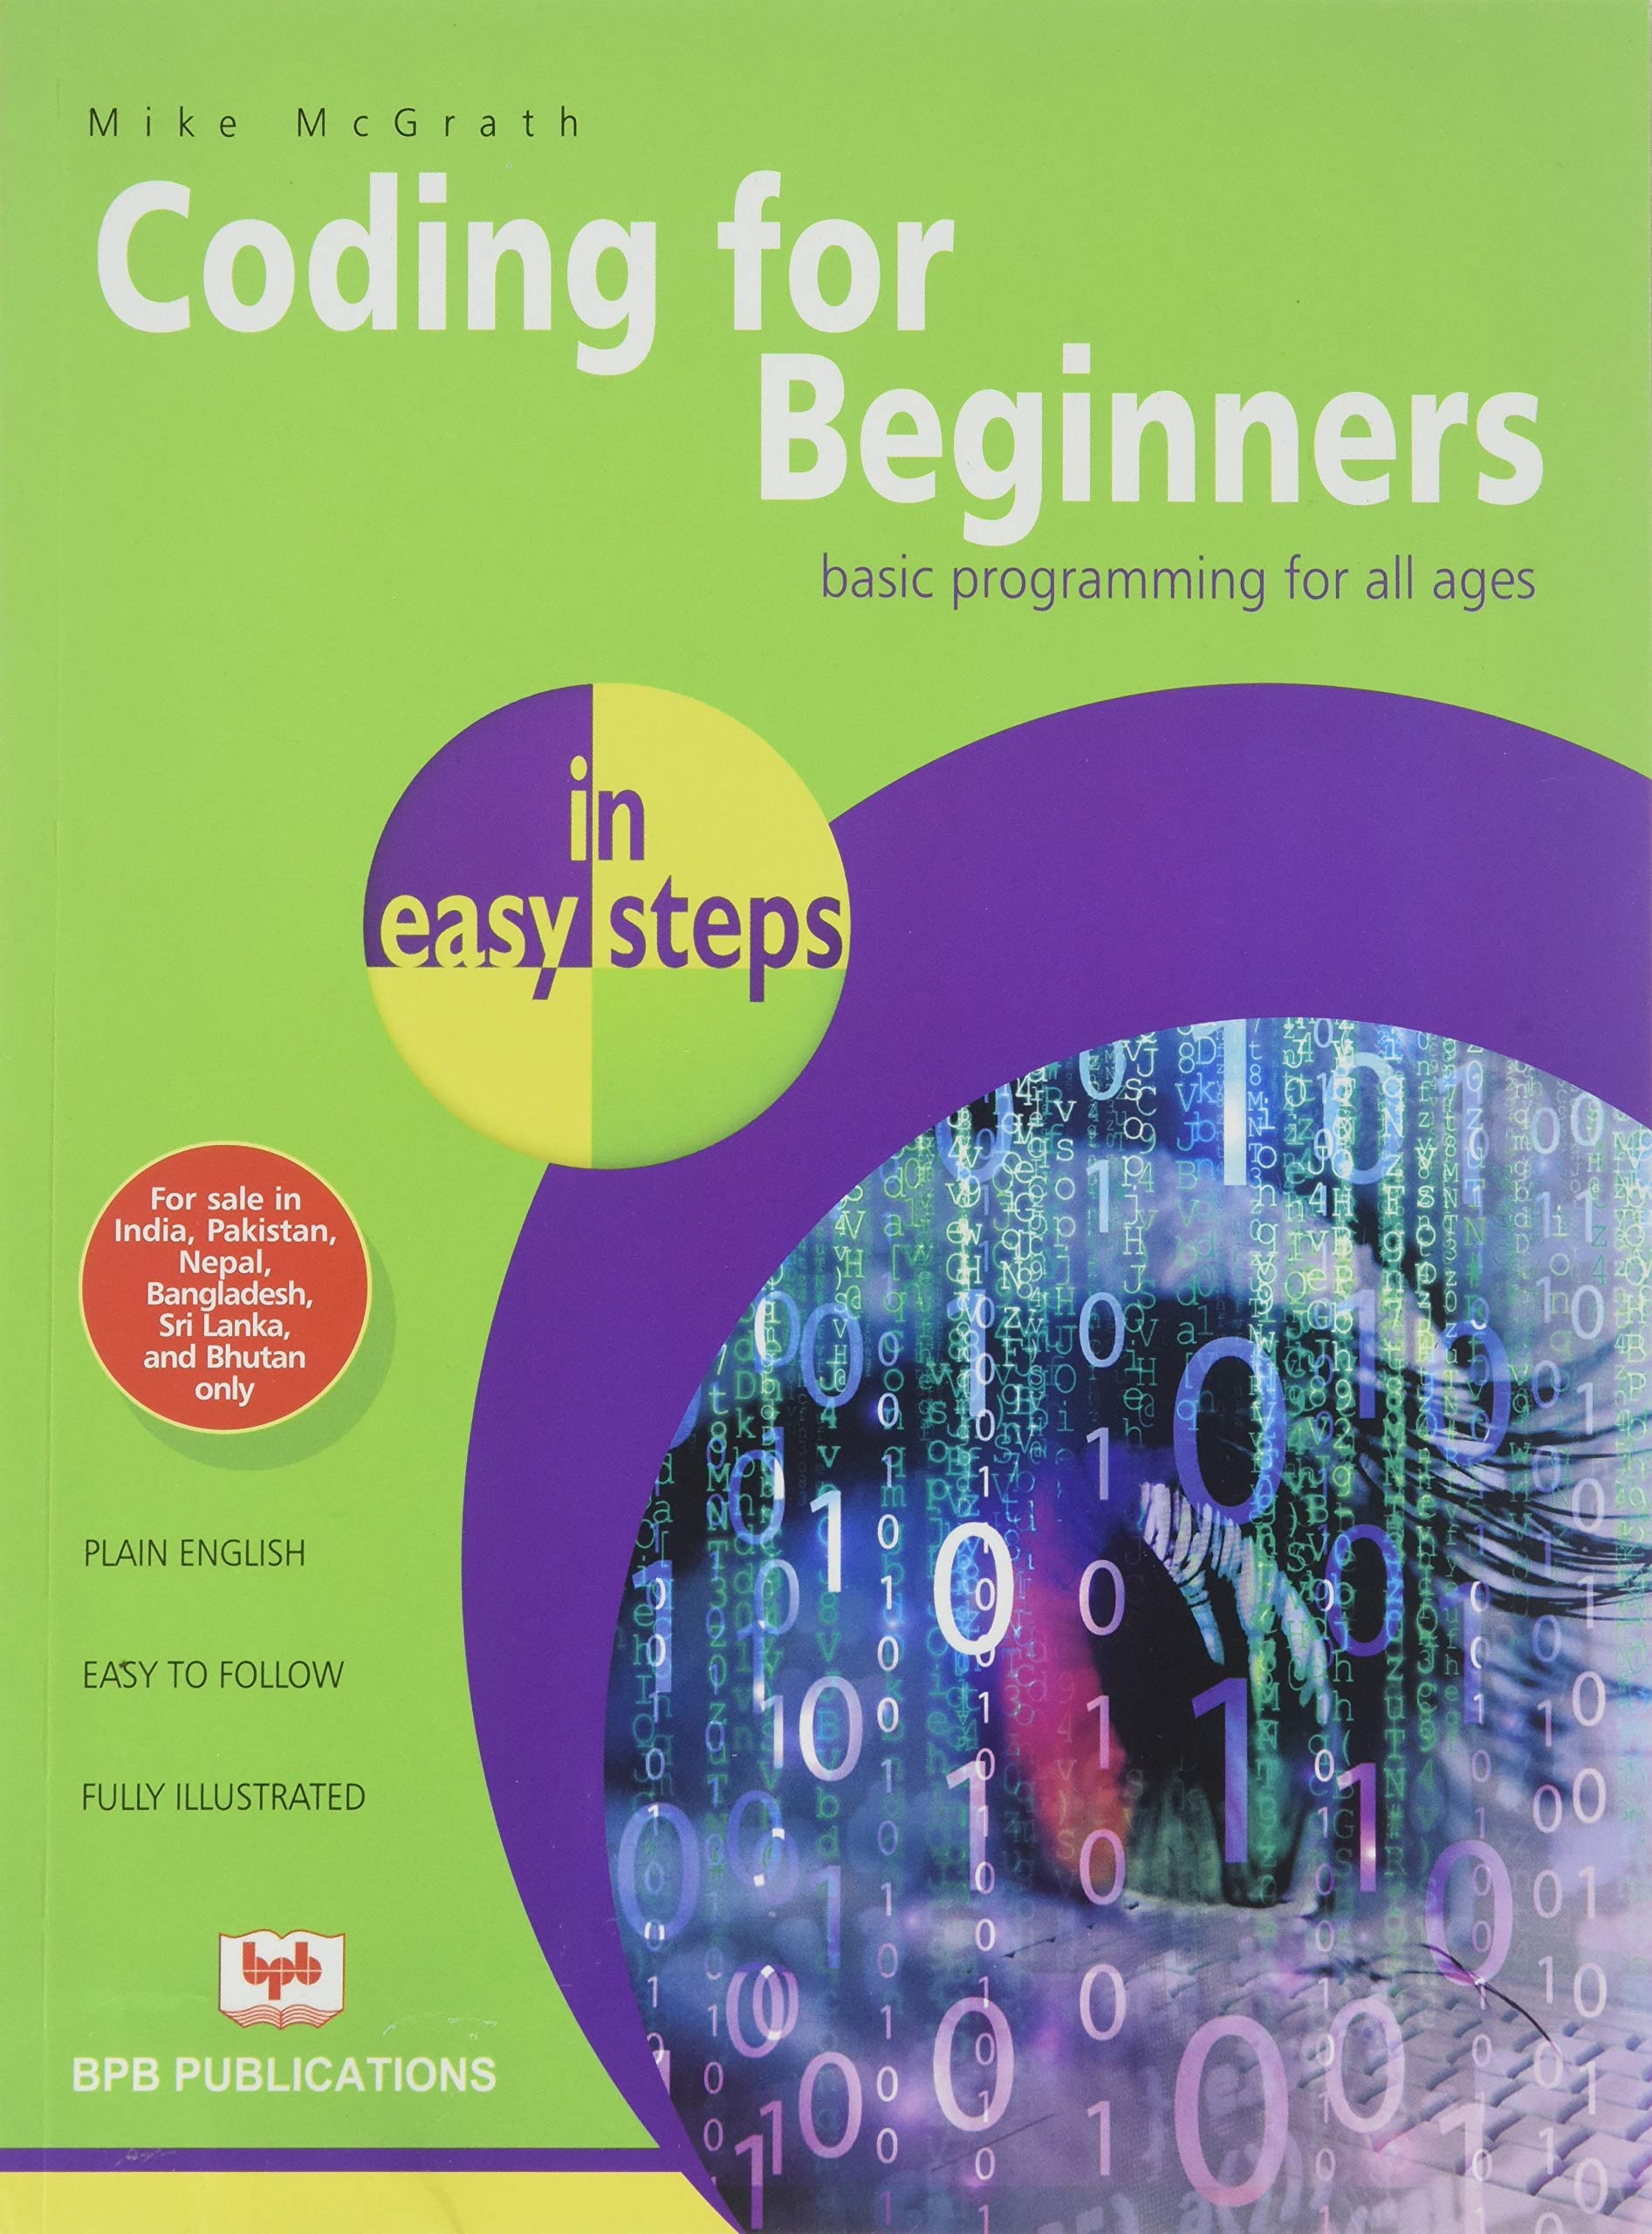 Mike McGrath
Coding for
Beginners
basic programming for all ages
in
easy steps
For sale in
India, Pakistan,
Nepal,
Bangladesh,
Sri Lanka,
and Bhutan
only
PLAIN ENGLISH
EASY TO FOLLOW
FULLY ILLUSTRATED
bpb
BPB PUBLICATIONS